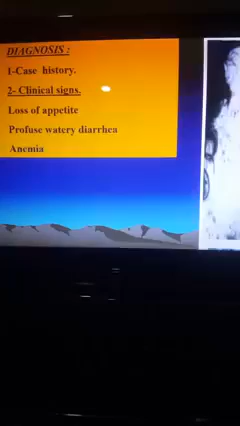 DIAGNOSIS :
1-Case history.
2- Clinical signs.
Loss of appetite
Profuse watery diarrhea
Anemia